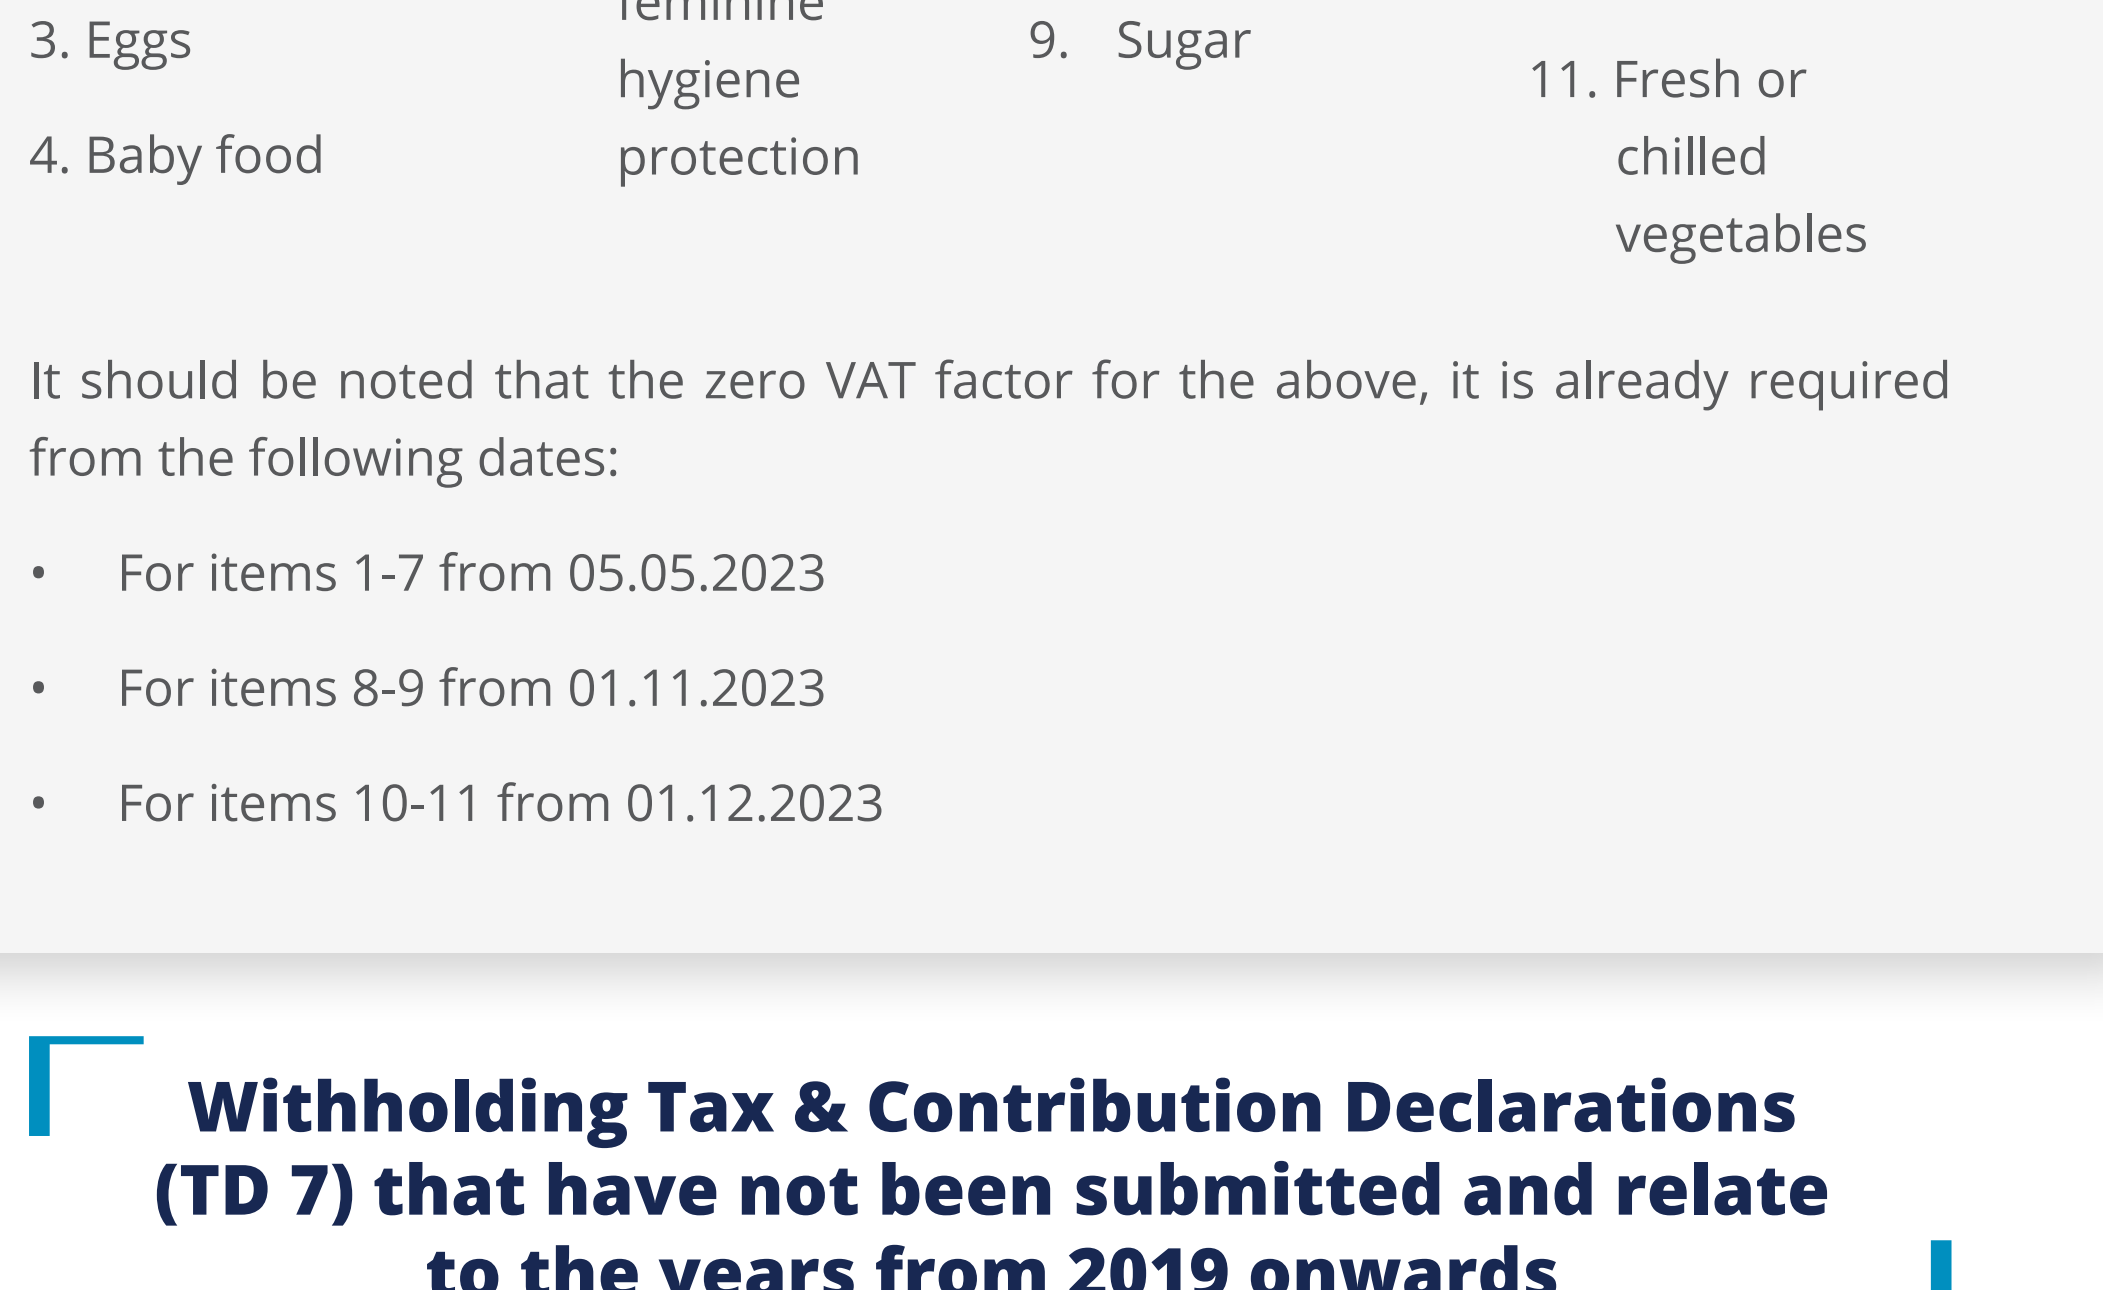 3. Eggs
4. Baby food
feminine
hygiene
protection
9. Sugar
11. Fresh or
chilled
vegetables
It should be noted that the zero VAT factor for the above, it is already required
from the following dates:
• For items 1-7 from 05.05.2023
• For items 8-9 from 01.11.2023
• For items 10-11 from 01.12.2023
Withholding Tax & Contribution Declarations
(TD 7) that have not been submitted and relate
to the years from 2019 onwards